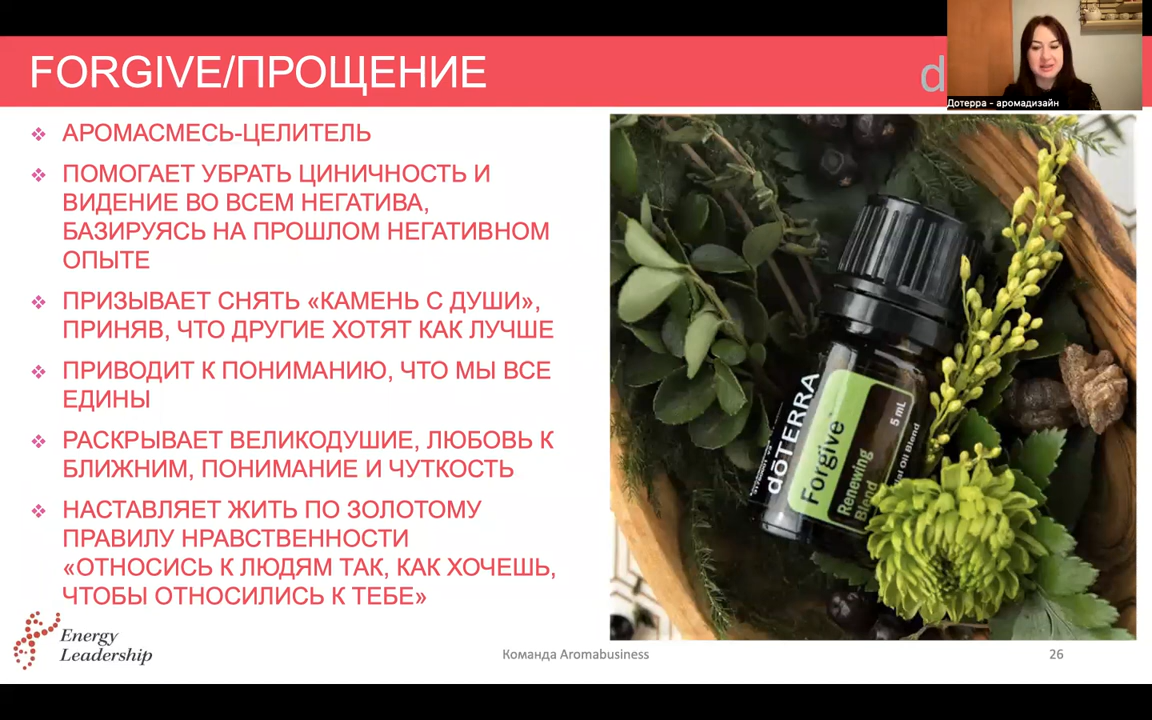 FORGIVE/ПРОЩЕНИЕ
d
Дотерра - аромадизайн
АРОМАСМЕСЬ-ЦЕЛИТЕЛЬ
ПОМОГАЕТ УБРАТЬ ЦИНИЧНОСТЬ И
ВИДЕНИЕ ВО ВСЕМ НЕГАТИВА,
БАЗИРУЯСЬ НА ПРОШЛОМ НЕГАТИВНОМ
ОПЫТЕ
ПРИЗЫВАЕТ СНЯТЬ «КАМЕНЬ С ДУШИ»,
ПРИНЯВ, ЧТО ДРУГИЕ ХОТЯТ КАК ЛУЧШЕ
ПРИВОДИТ К ПОНИМАНИЮ, ЧТО МЫ ВСЕ
ЕДИНЫ
РАСКРЫВАЕТ ВЕЛИКОДУШИЕ, ЛЮБОВЬ К
БЛИЖНИМ, ПОНИМАНИЕ И ЧУТКОСТЬ
НАСТАВЛЯЕТ ЖИТЬ ПО ЗОЛОТОМУ
ПРАВИЛУ НРАВСТВЕННОСТИ
«ОТНОСИСЬ К ЛЮДЯМ ТАК, КАК ХОЧЕШЬ,
ЧТОБЫ ОТНОСИЛИСЬ К ТЕБЕ»
dōTERRA
Forgive
Renewing
Blend
Oil Blend
5 mL
Energy
Leadership
Команда Aromabusiness
26